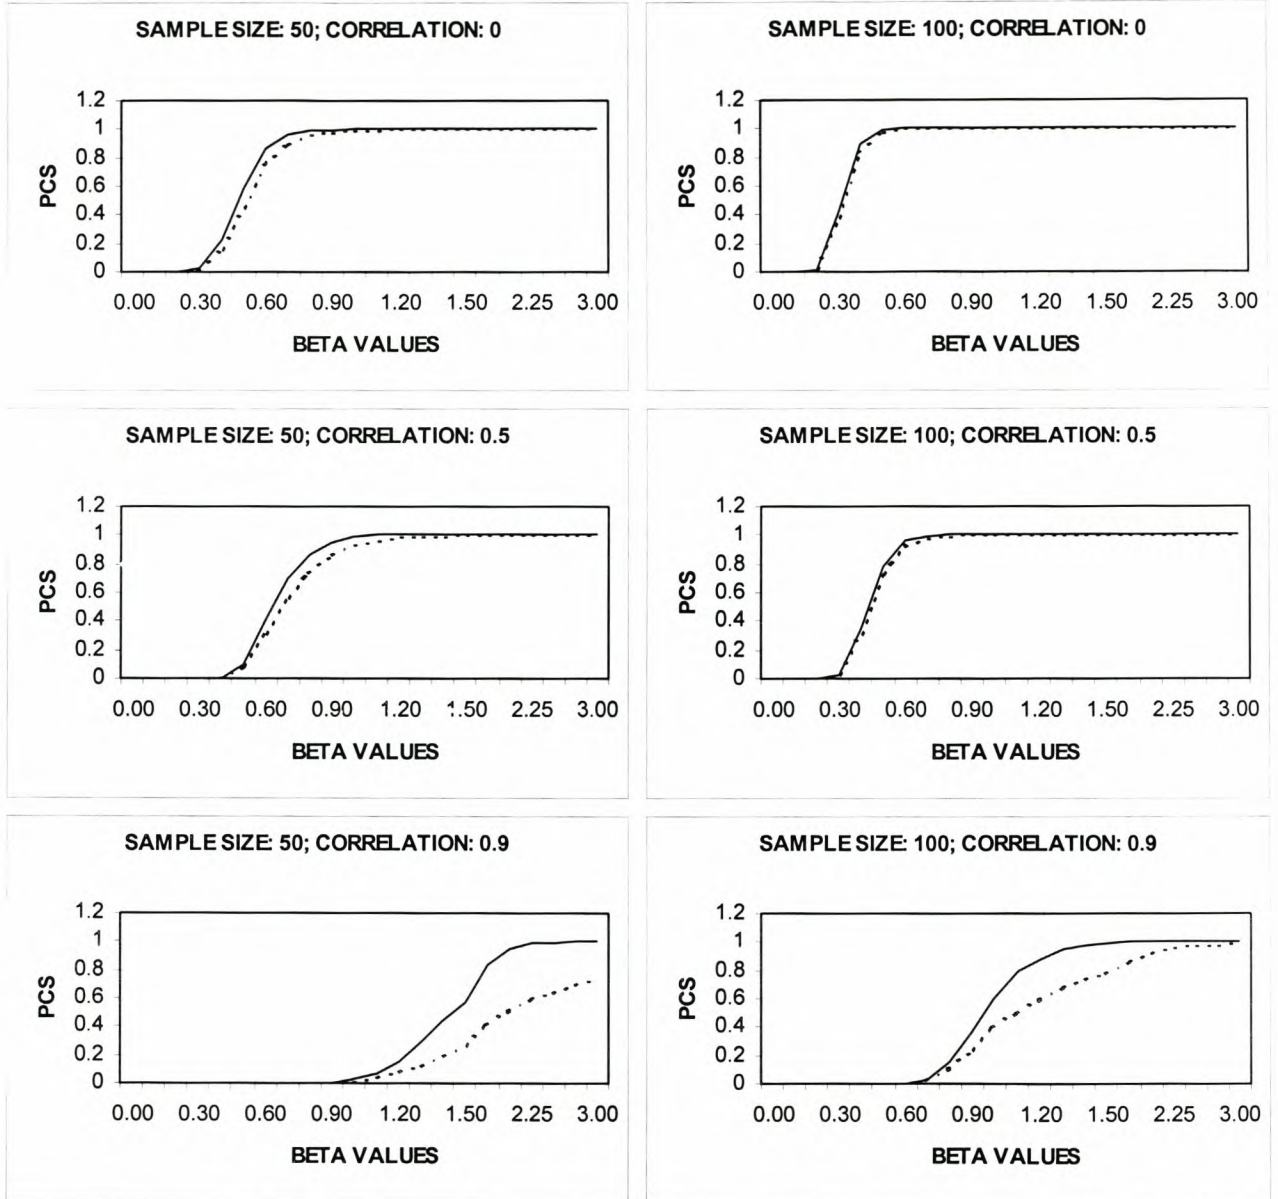 SAMPLE SIZE: 50; CORRELATION: 0
1.2
1
0.8
0.6
0.4
0.2
0
PCS
0.00 0.30 0.60 0.90 1.20 1.50 2.25 3.00
BETA VALUES
SAMPLE SIZE: 100; CORRELATION: 0
1.2
1
0.8
0.6
0.4
0.2
0
PCS
0.00 0.30 0.60 0.90 1.20 1.50 2.25 3.00
BETA VALUES
SAMPLE SIZE: 50; CORRELATION: 0.5
1.2
1
0.8
0.6
0.4
0.2
0
PCS
0.00 0.30 0.60 0.90 1.20 1.50 2.25 3.00
BETA VALUES
SAMPLE SIZE: 100; CORRELATION: 0.5
1.2
1
0.8
0.6
0.4
0.2
0
PCS
0.00 0.30 0.60 0.90 1.20 1.50 2.25 3.00
BETA VALUES
SAMPLE SIZE: 50; CORRELATION: 0.9
1.2
1
0.8
0.6
0.4
0.2
0
PCS
0.00 0.30 0.60 0.90 1.20 1.50 2.25 3.00
BETA VALUES
SAMPLE SIZE: 100; CORRELATION: 0.9
1.2
1
0.8
0.6
0.4
0.2
0
PCS
0.00 0.30 0.60 0.90 1.20 1.50 2.25 3.00
BETA VALUES